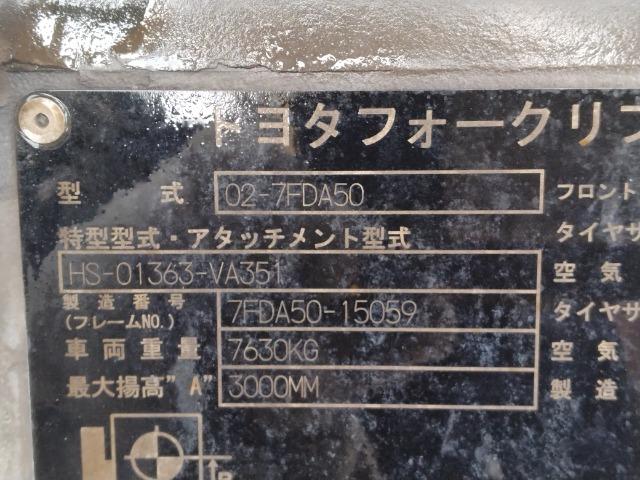 トヨタフォークリフ
型 式 02-7FDA50 フロント
特型型式・アタッチメント型式 タイヤサ
HS-01363-VA351 空気
製造番号 7FDA50-15059 タイヤサ
(フレームNO.)
車両重量 7630KG 空気
最大揚高"A" 3000MM 製造